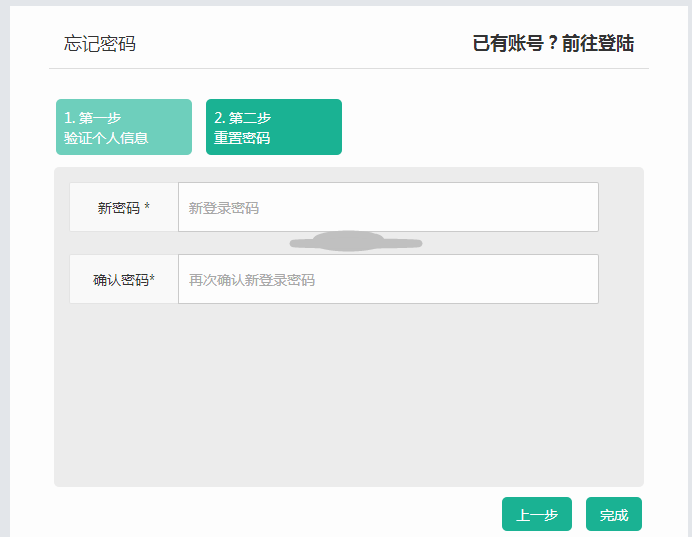 忘记密码
已有账号？前往登陆
1. 第一步
验证个人信息
2. 第二步
重置密码
新密码 *
新登录密码
确认密码*
再次确认新登录密码
上一步
完成